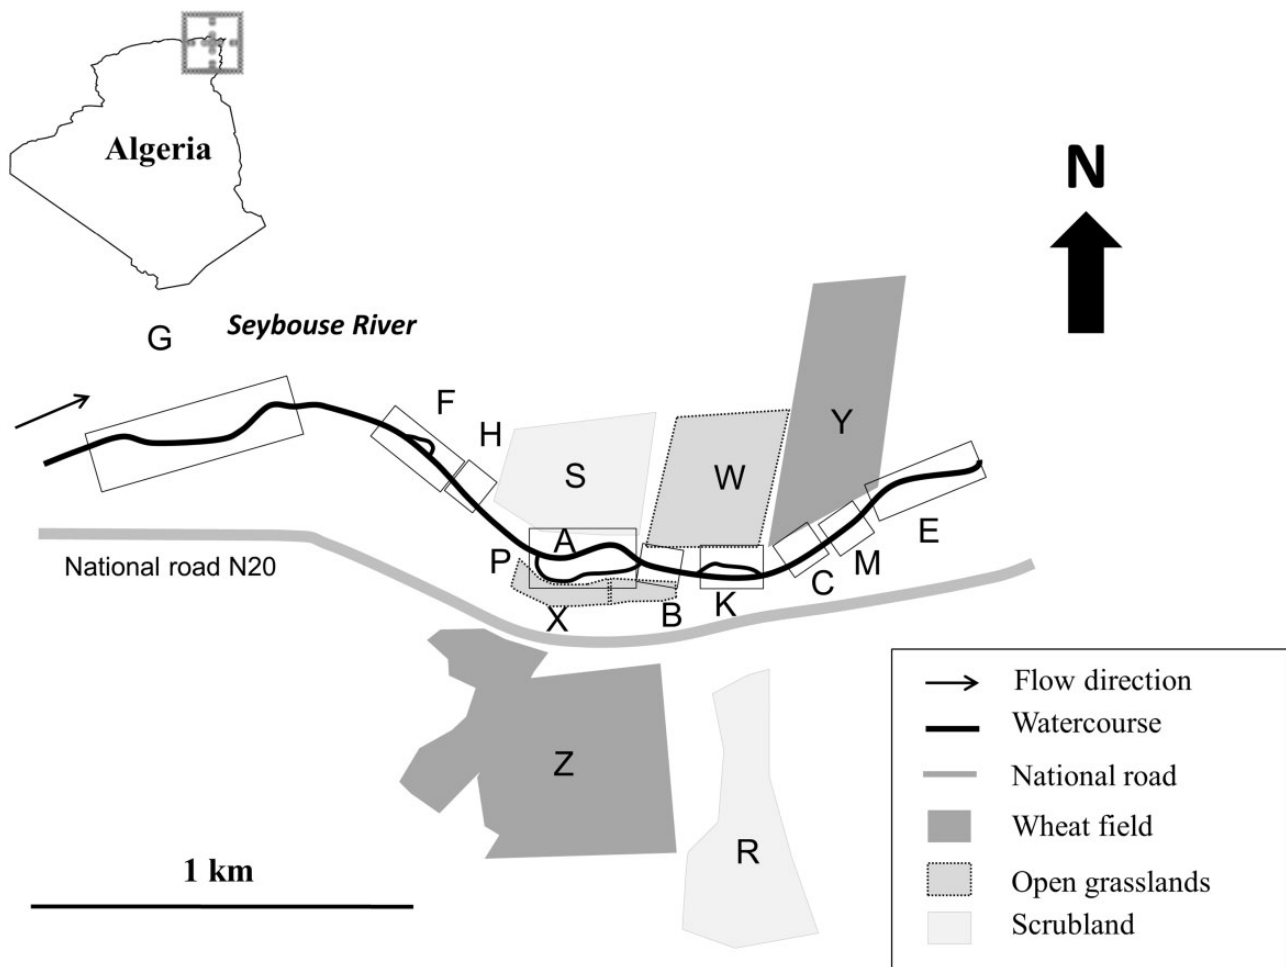 Algeria
N
G
Seybouse River
F
H
Y
S
W
E
A
P
National road N20
C
M
X
B
K
Z
R
1 km
Flow direction
Watercourse
National road
Wheat field
Open grasslands
Scrubland